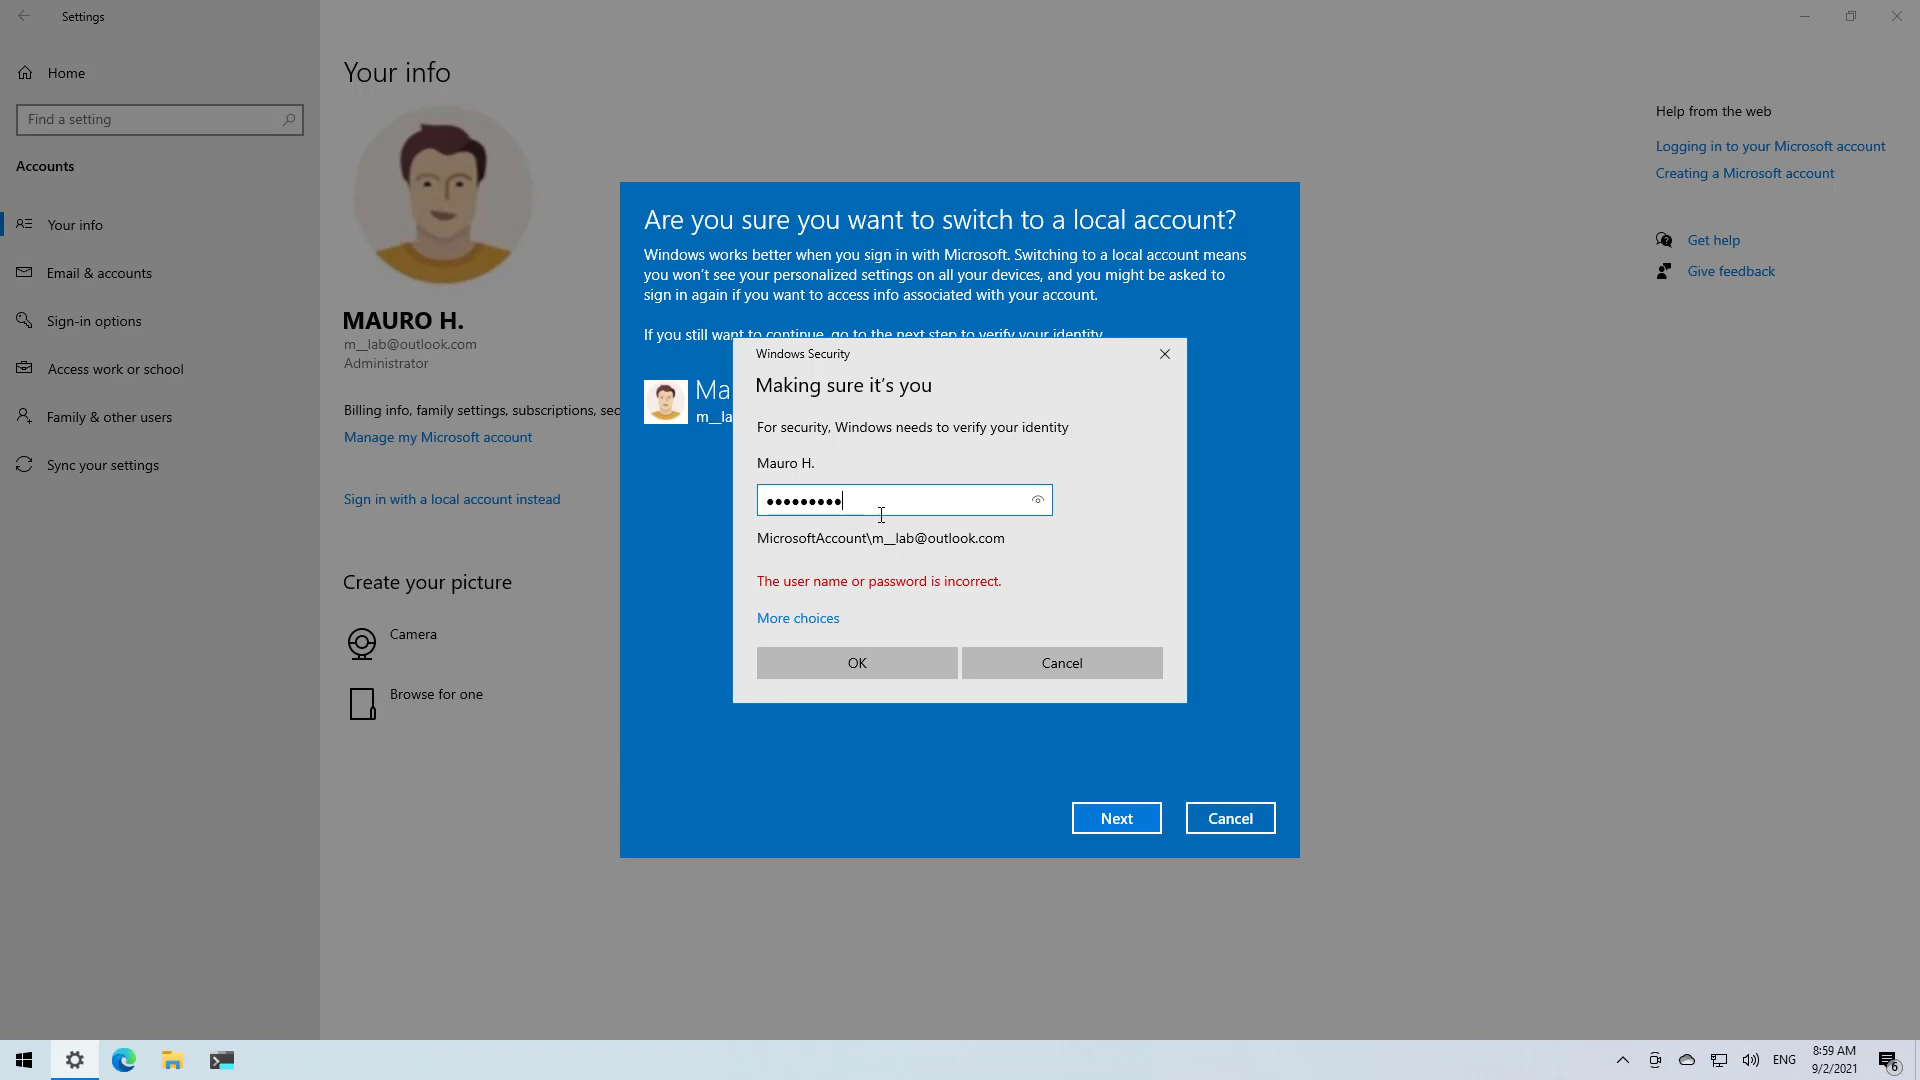 Settings
Home
Find a setting
Accounts
Your info
Email & accounts
Sign-in options
Access work or school
Family & other users
Sync your settings
Your info
MAURO H.
m__lab@outlook.com
Administrator
Billing info, family settings, subscriptions, sec
Manage my Microsoft account
Sign in with a local account instead
Create your picture
Camera
Browse for one
Are you sure you want to switch to a local account?
Windows works better when you sign in with Microsoft. Switching to a local account means
you won't see your personalized settings on all your devices, and you might be asked to
sign in again if you want to access info associated with your account.
If you still want to continue, go to the next step to verify your identity.
Ma
m__la
Windows Security
Making sure it's you
For security, Windows needs to verify your identity
Mauro H.
MicrosoftAccount\m__lab@outlook.com
The user name or password is incorrect.
More choices
OK
Cancel
Next
Cancel
Help from the web
Logging in to your Microsoft account
Creating a Microsoft account
Get help
Give feedback
ENG
8:59 AM
9/2/2021
6